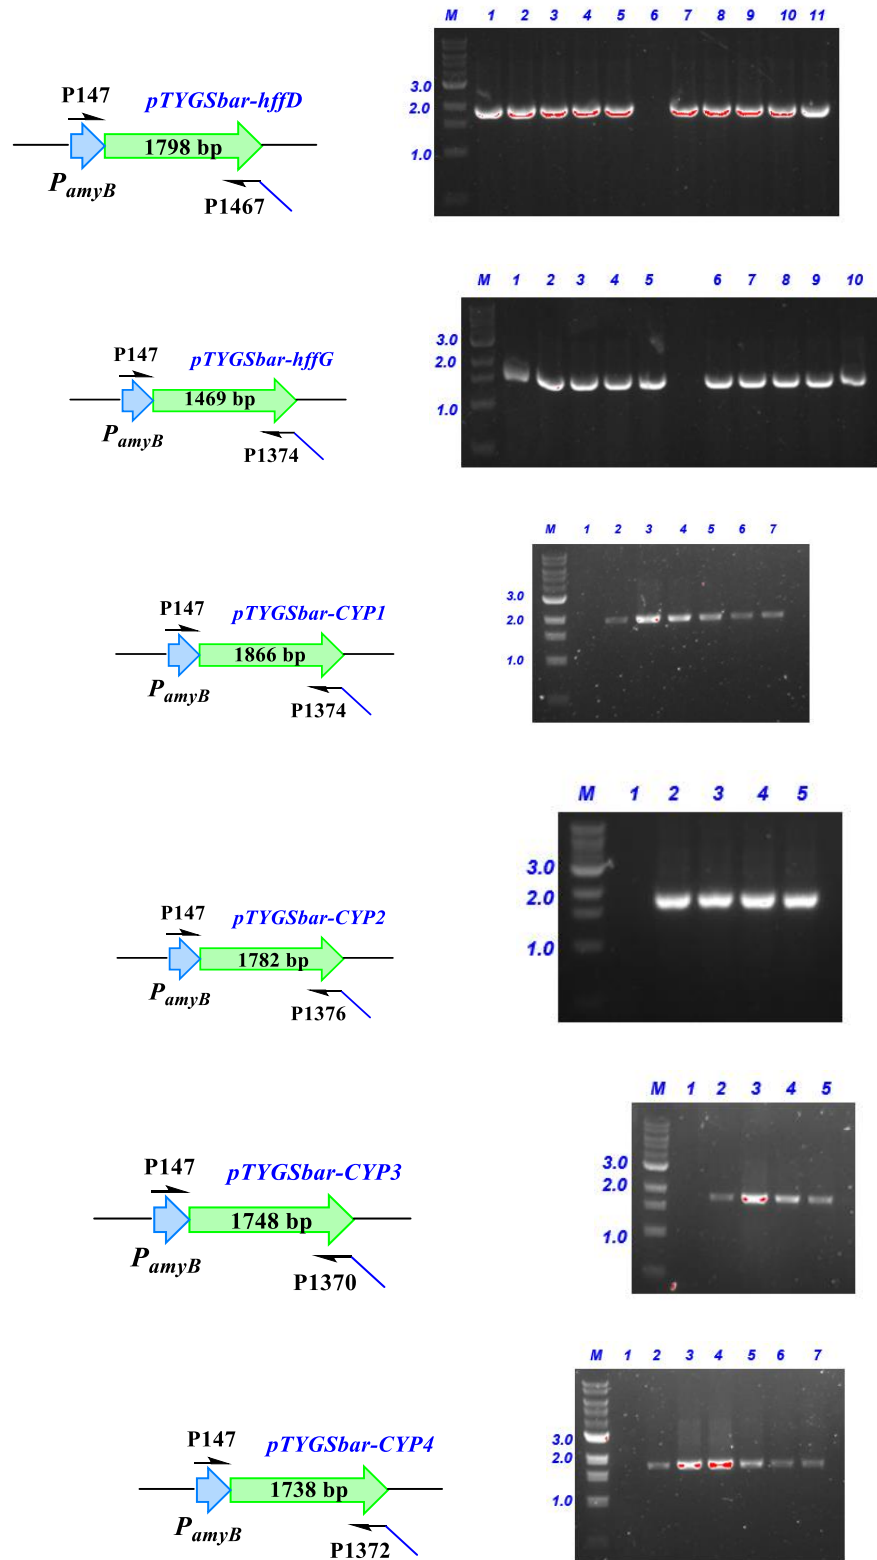 M 1 2 3 4 5 6 7 8 9 10 11
P147
pTYGSbar-hffD
3.0
2.0
1798 bp
1.0
PamyB
P1467
M 1 2 3 4 5 6 7 8 9 10
P147
pTYGSbar-hffG
3.0
2.0
1469 bp
1.0
PamyB
P1374
M 1 2 3 4 5 6 7
P147
pTYGSbar-CYP1
3.0
2.0
1866 bp
1.0
PamyB
P1374
M 1 2 3 4 5
P147
pTYGSbar-CYP2
3.0
2.0
1782 bp
1.0
PamyB
P1376
M 1 2 3 4 5
P147
pTYGSbar-CYP3
3.0
2.0
1748 bp
1.0
PamyB
P1370
M 1 2 3 4 5 6 7
P147
pTYGSbar-CYP4
3.0
2.0
1738 bp
1.0
PamyB
P1372